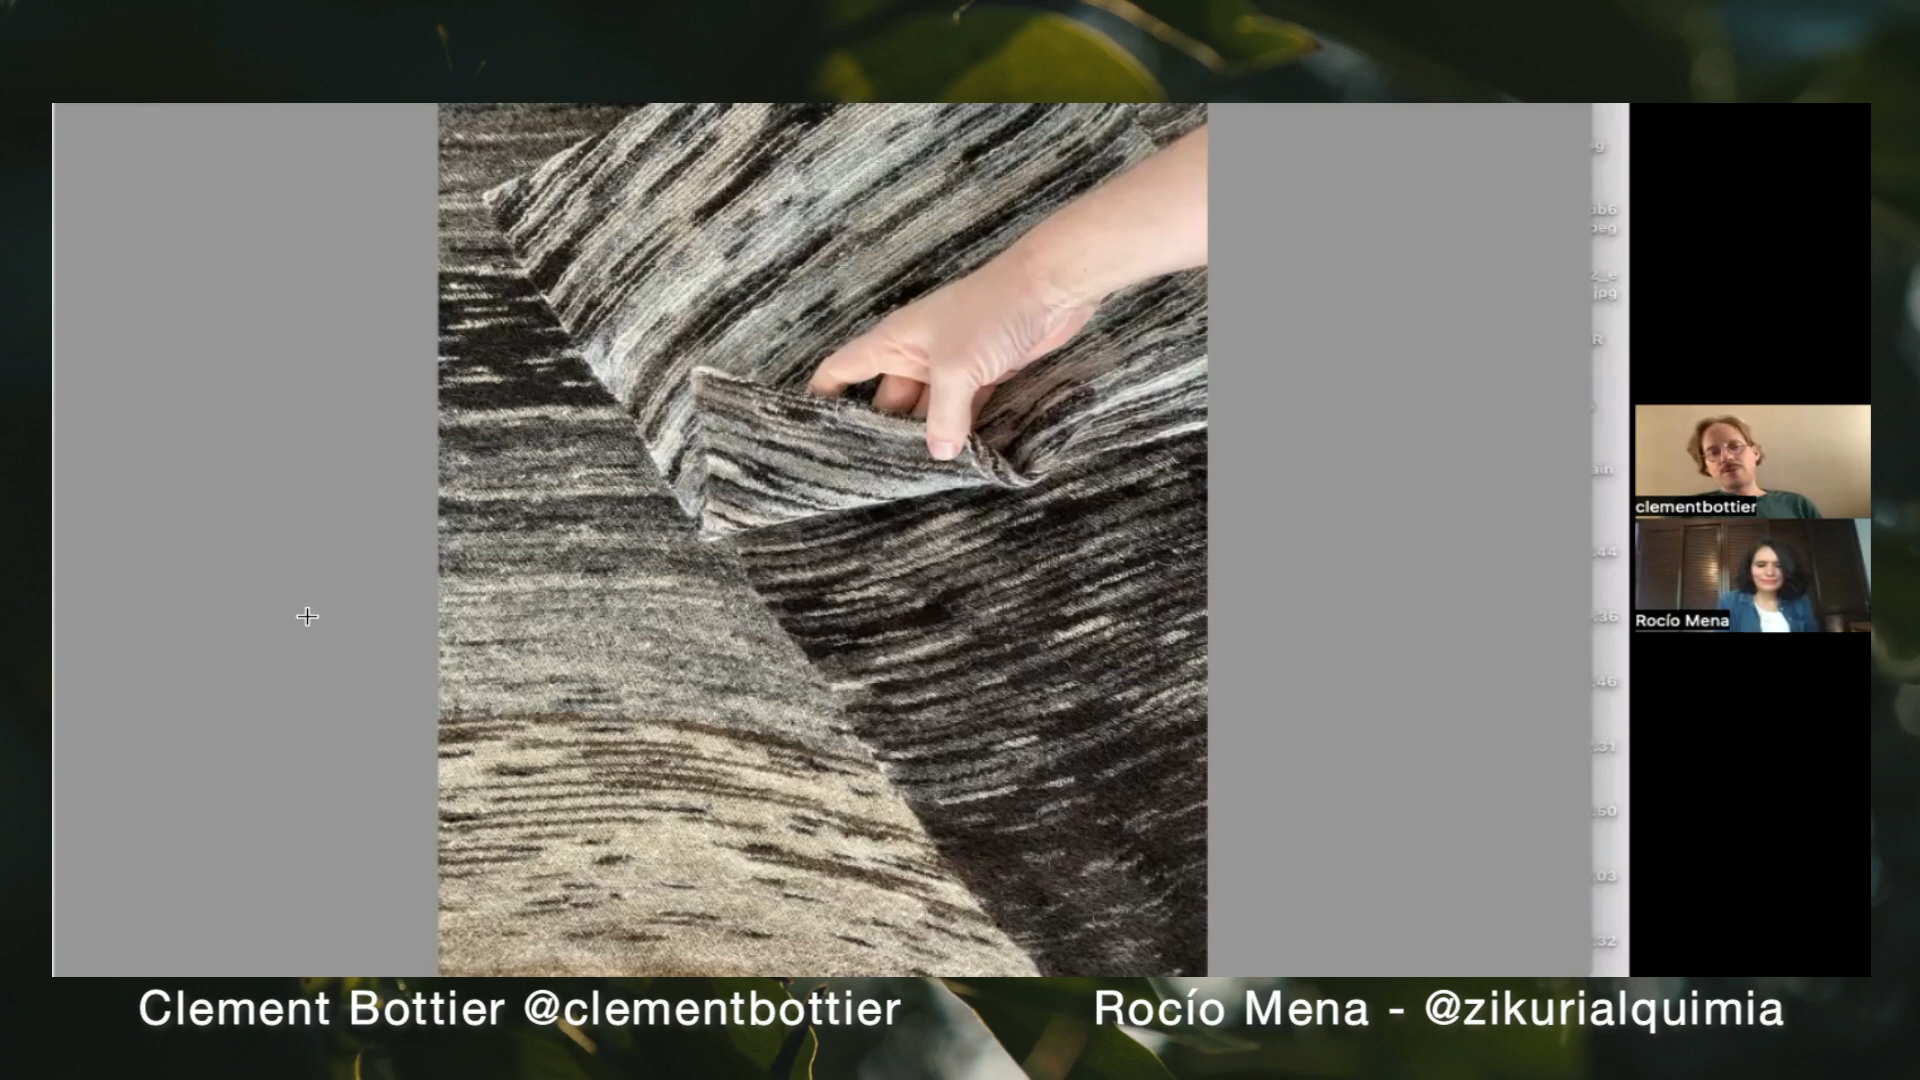 clementbottier
Rocío Mena
Clement Bottier @clementbottier
Rocío Mena - @zikurialquimia